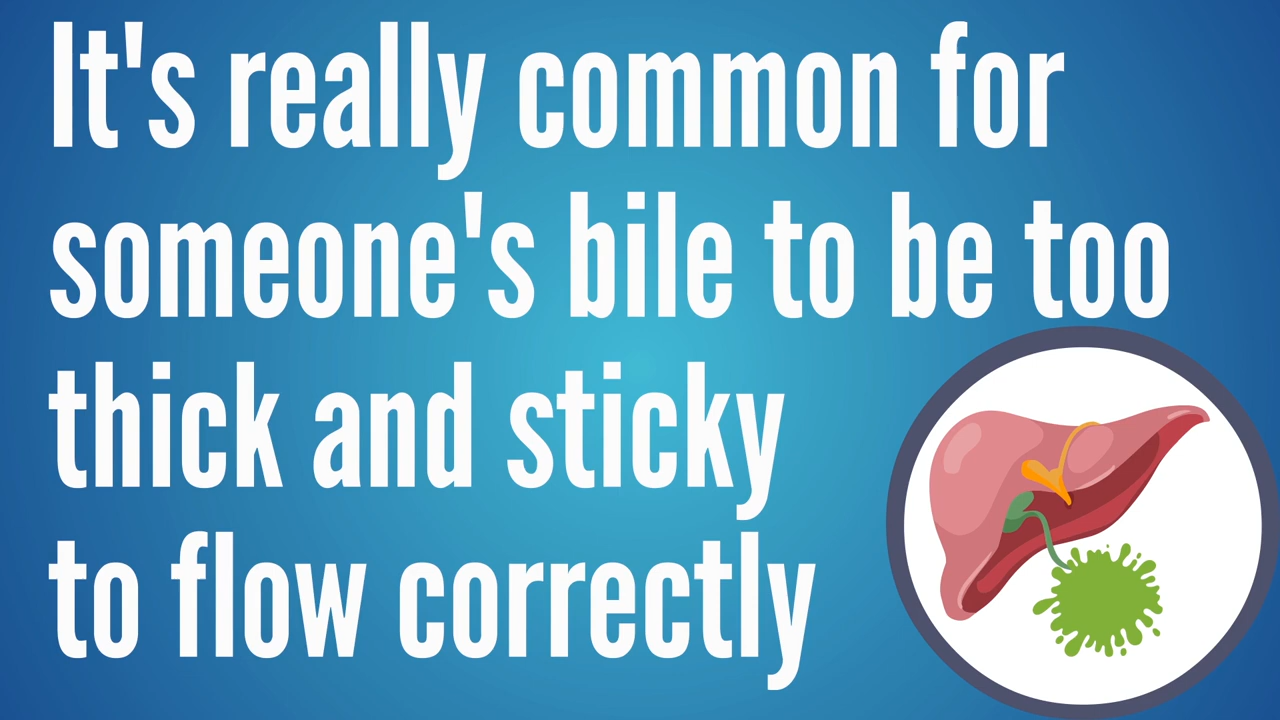 It's really common for
someone's bile to be too
thick and sticky
to flow correctly